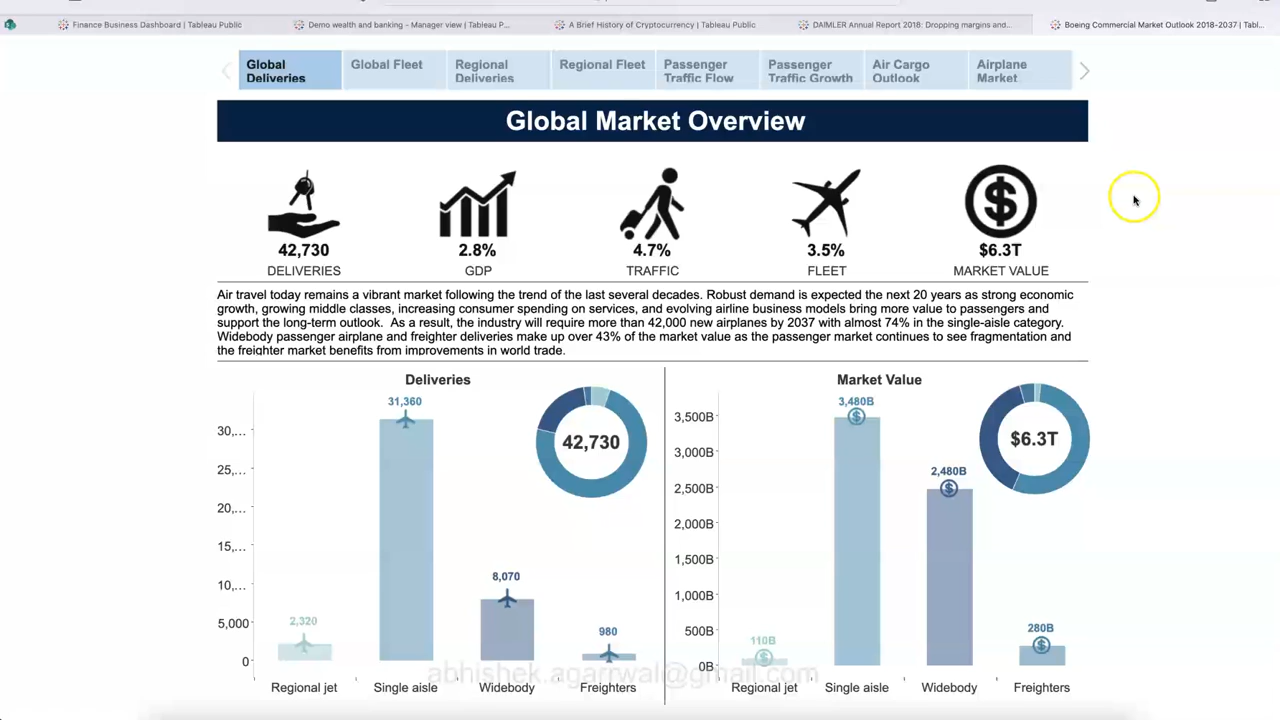 Finance Business Dashboard | Tableau Public
Demo wealth and banking - Manager view | Tableau P...
A Brief History of Cryptocurrency | Tableau Public
DAIMLER Annual Report 2018: Dropping margins and...
Boeing Commercial Market Outlook 2018-2037 | Tabl...
Global Deliveries
Global Fleet
Regional Deliveries
Regional Fleet
Passenger Traffic Flow
Passenger Traffic Growth
Air Cargo Outlook
Airplane Market
Global Market Overview
42,730
DELIVERIES
2.8%
GDP
4.7%
TRAFFIC
3.5%
FLEET
$6.3T
MARKET VALUE
Air travel today remains a vibrant market following the trend of the last several decades. Robust demand is expected the next 20 years as strong economic
growth, growing middle classes, increasing consumer spending on services, and evolving airline business models bring more value to passengers and
support the long-term outlook. As a result, the industry will require more than 42,000 new airplanes by 2037 with almost 74% in the single-aisle category.
Widebody passenger airplane and freighter deliveries make up over 43% of the market value as the passenger market continues to see fragmentation and
the freighter market benefits from improvements in world trade.
Deliveries
30,...
25,...
20,...
15,...
10,...
5,000
0
2,320
31,360
8,070
980
42,730
Regional jet
Single aisle
Widebody
Freighters
Market Value
3,500B
3,000B
2,500B
2,000B
1,500B
1,000B
500B
0B
110B
3,480B
2,480B
280B
$6.3T
Regional jet
Single aisle
Widebody
Freighters
abhishek.agarrwal@gmail.com